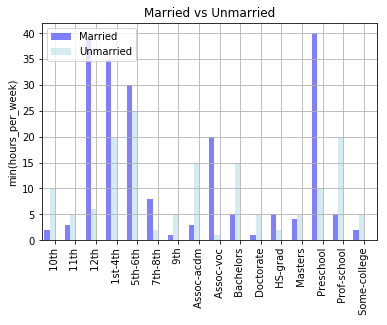 Married vs Unmarried
Married
Unmarried
40
35
30
25
20
15
10
5
0
min(hours_per_week)
10th
11th
12th
1st-4th
5th-6th
7th-8th
9th
Assoc-acdm
Assoc-voc
Bachelors
Doctorate
HS-grad
Masters
Preschool
Prof-school
Some-college